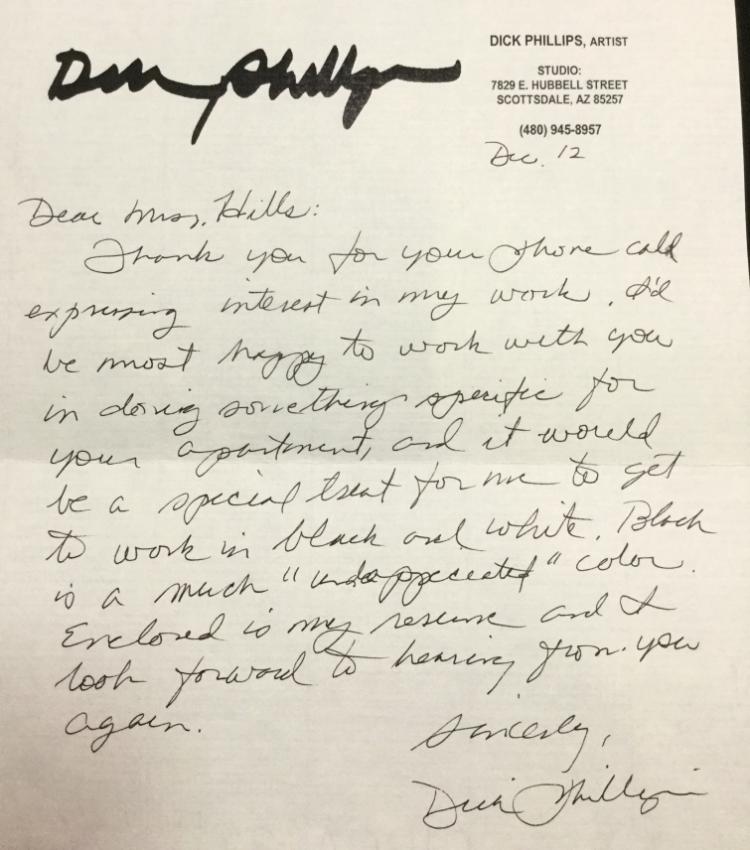 Dick Phillips
DICK PHILLIPS, ARTIST
STUDIO:
7829 E. HUBBELL STREET
SCOTTSDALE, AZ 85257
(480) 945-8957
Dec. 12
Dear Mrs. Hills:
Thank you for your phone call
expressing interest in my work. I'd
be most happy to work with you
in doing something specific for
your apartment, and it would
be a special treat for me to get
to work in black and white. Black
is a much "underappreciated" color.
Enclosed is my resume and I
look forward to hearing from you
again.
Sincerely,
Dick Phillips